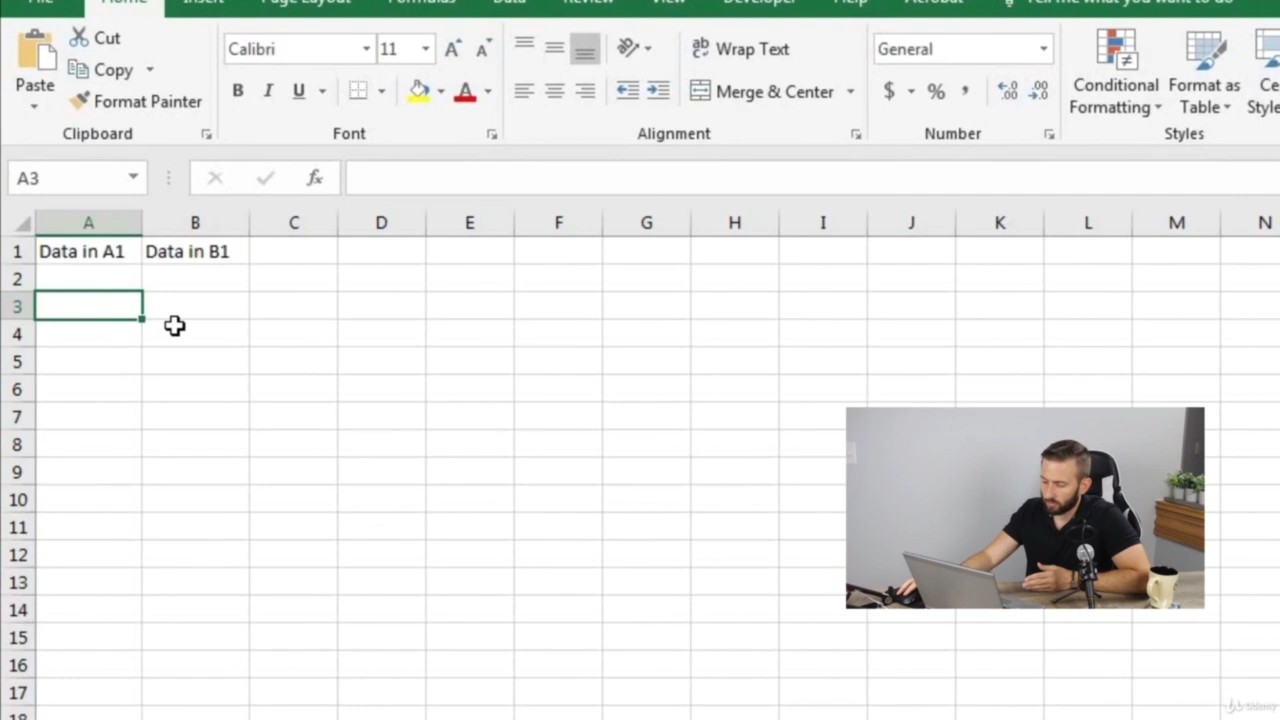 File Home Insert Page Layout Formulas Data Review View Developer Help Acrobat Tell me what you want to do
Cut
Copy
Format Painter
Paste
Clipboard
Calibri 11
B I U
Font
Wrap Text
Merge & Center
Alignment
General
$ % ,
Number
Conditional Formatting
Format as Table
Styles
A3
fx
A B C D E F G H I J K L M N
1 Data in A1 Data in B1
2
3
4
5
6
7
8
9
10
11
12
13
14
15
16
17
18
Udemy